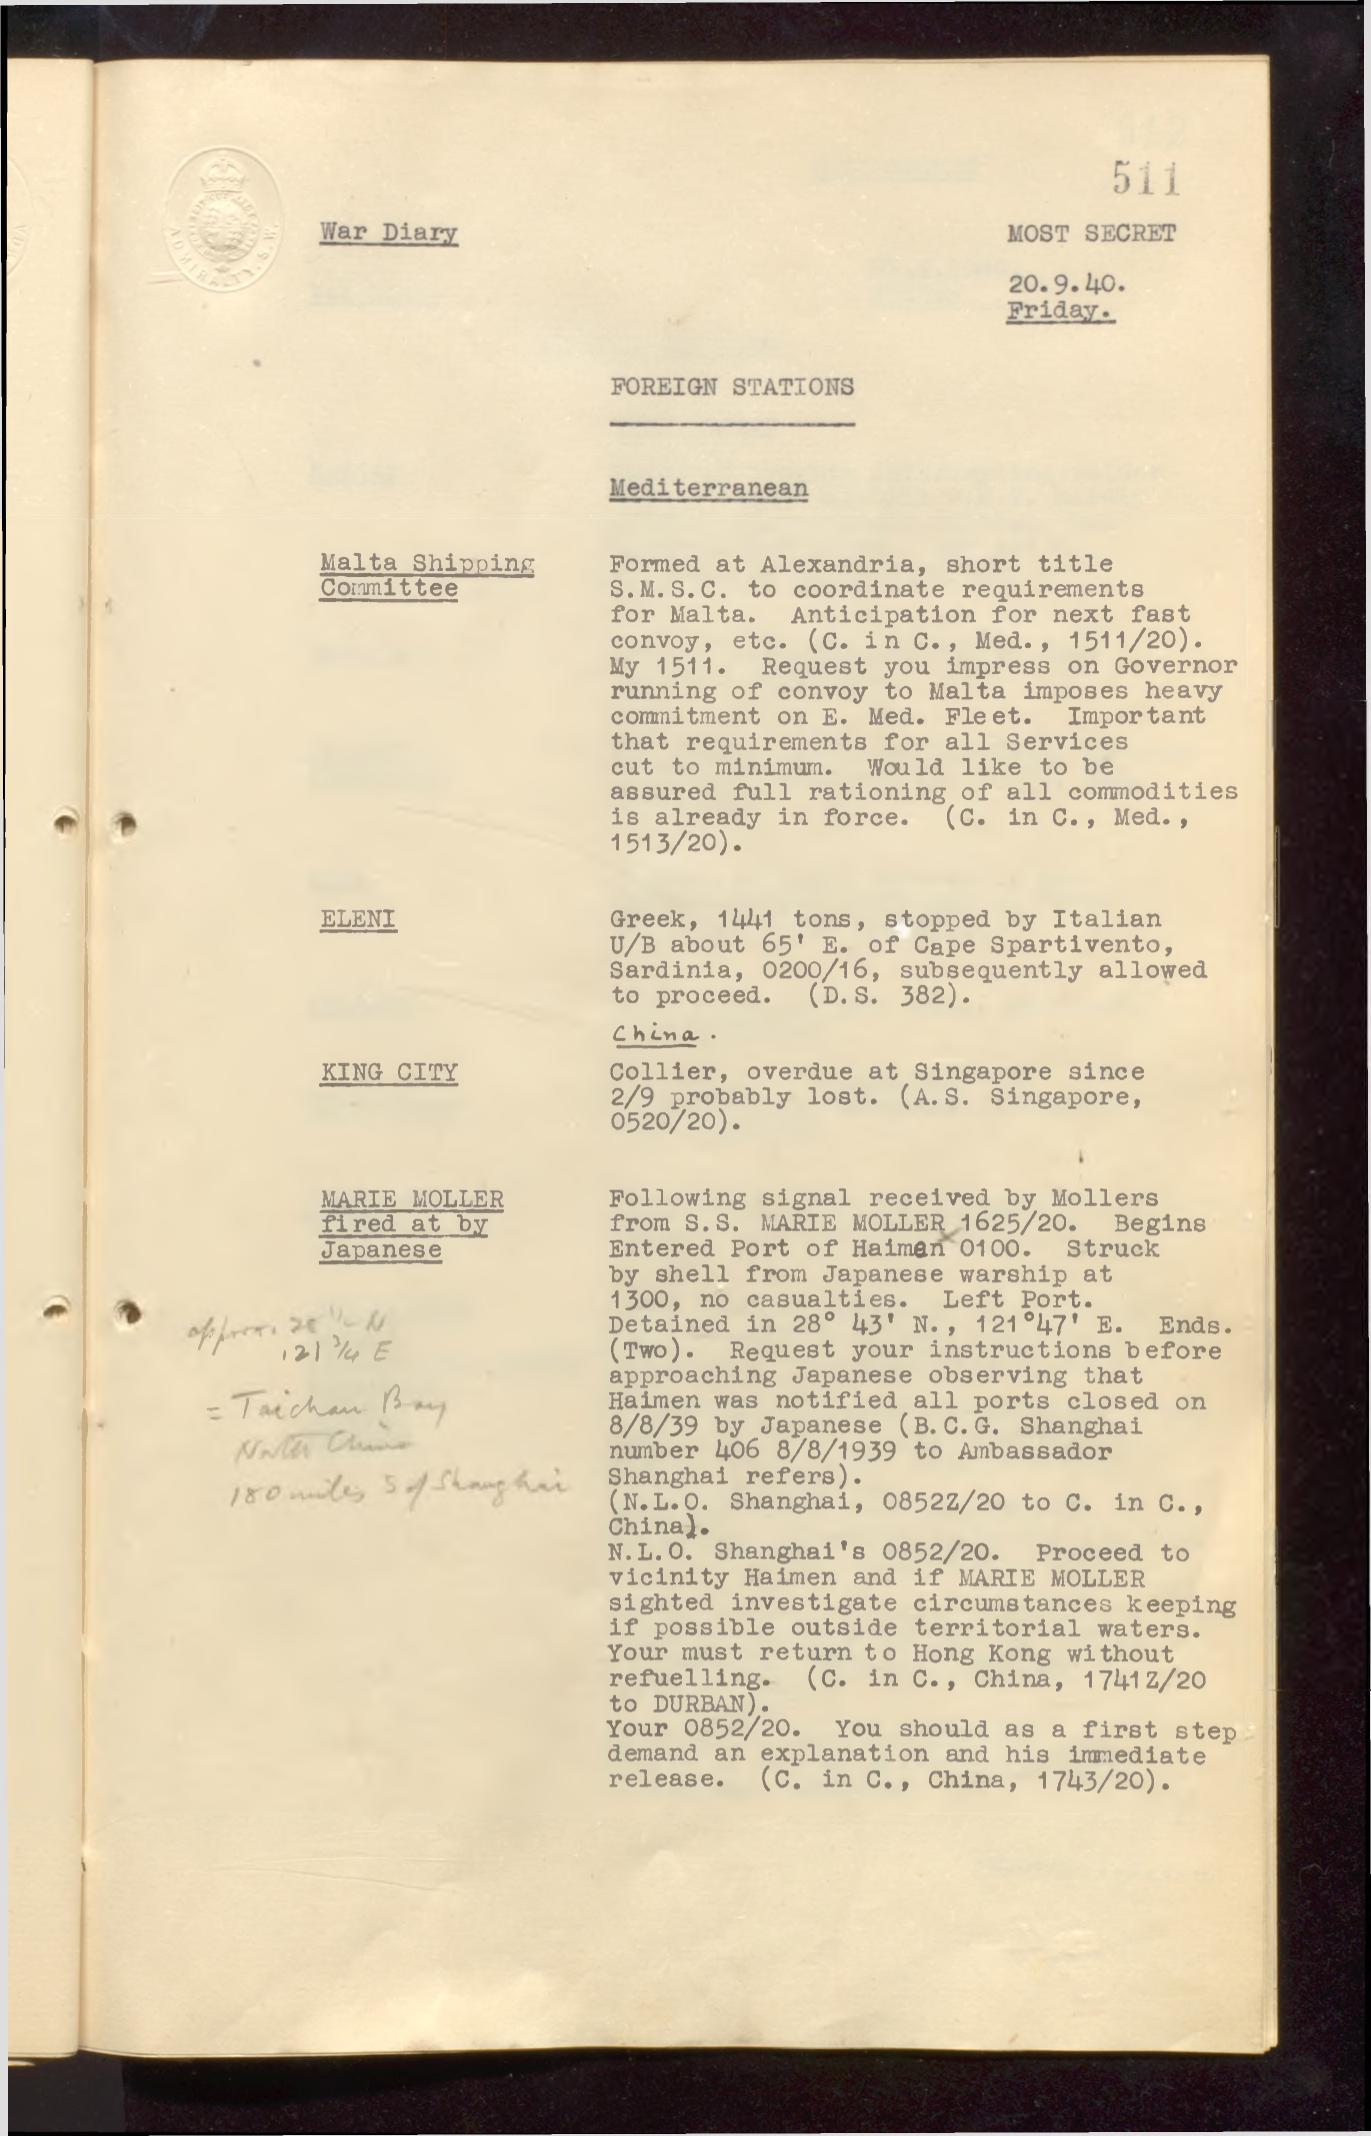 511
ADMIRALTY. S.W.
War Diary
MOST SECRET
20.9.40.
Friday.
FOREIGN STATIONS
Mediterranean
Malta Shipping
Committee
Formed at Alexandria, short title
S.M.S.C. to coordinate requirements
for Malta. Anticipation for next fast
convoy, etc. (C. in C., Med., 1511/20).
My 1511. Request you impress on Governor
running of convoy to Malta imposes heavy
commitment on E. Med. Fleet. Important
that requirements for all Services
cut to minimum. Would like to be
assured full rationing of all commodities
is already in force. (C. in C., Med.,
1513/20).
ELENI
Greek, 1441 tons, stopped by Italian
U/B about 65' E. of Cape Spartivento,
Sardinia, 0200/16, subsequently allowed
to proceed. (D.S. 382).
China.
KING CITY
Collier, overdue at Singapore since
2/9 probably lost. (A.S. Singapore,
0520/20).
MARIE MOLLER
fired at by
Japanese
Following signal received by Mollers
from S.S. MARIE MOLLER 1625/20. Begins
Entered Port of Haimen 0100. Struck
by shell from Japanese warship at
1300, no casualties. Left Port.
Detained in 28° 43' N., 121°47' E. Ends.
(Two). Request your instructions before
approaching Japanese observing that
Haimen was notified all ports closed on
8/8/39 by Japanese (B.C.G. Shanghai
number 406 8/8/1939 to Ambassador
Shanghai refers).
(N.L.O. Shanghai, 0852Z/20 to C. in C.,
China).
N.L.O. Shanghai's 0852/20. Proceed to
vicinity Haimen and if MARIE MOLLER
sighted investigate circumstances keeping
if possible outside territorial waters.
Your must return to Hong Kong without
refuelling. (C. in C., China, 1741Z/20
to DURBAN).
Your 0852/20. You should as a first step
demand an explanation and his immediate
release. (C. in C., China, 1743/20).
approx. 28 1/2 N
121 3/4 E
= Taichau Bay
North China
180 miles S of Shanghai